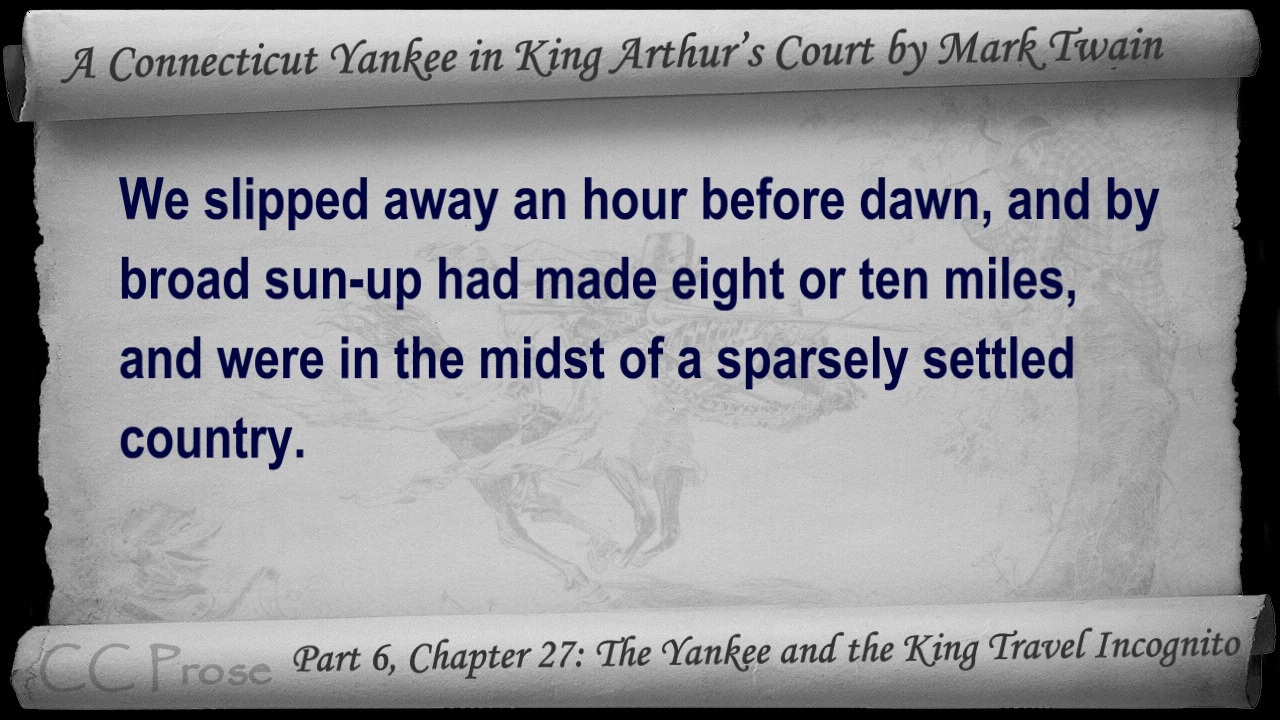 A Connecticut Yankee in King Arthur’s Court by Mark Twain
We slipped away an hour before dawn, and by
broad sun-up had made eight or ten miles,
and were in the midst of a sparsely settled
country.
CC Prose
Part 6, Chapter 27: The Yankee and the King Travel Incognito